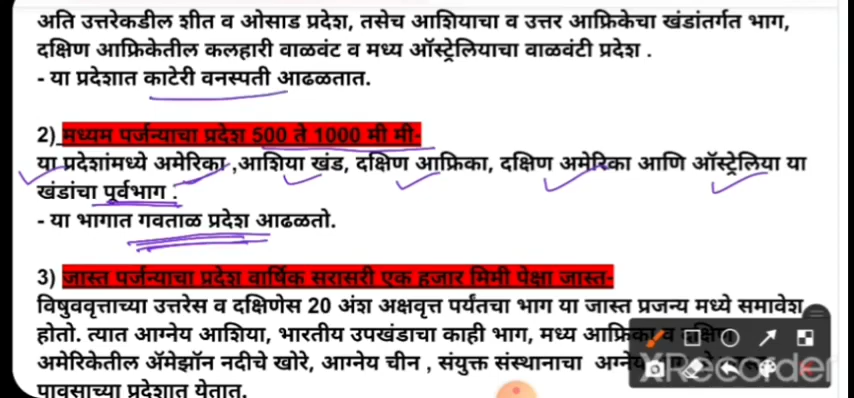 अति उत्तरेकडील शीत व ओसाड प्रदेश, तसेच आशियाचा व उत्तर आफ्रिकेचा खंडांतर्गत भाग,
दक्षिण आफ्रिकेतील कलहारी वाळवंट व मध्य ऑस्ट्रेलियाचा वाळवंटी प्रदेश .
- या प्रदेशात काटेरी वनस्पती आढळतात.
2) मध्यम पर्जन्याचा प्रदेश 500 ते 1000 मी मी-
या प्रदेशांमध्ये अमेरिका ,आशिया खंड, दक्षिण आफ्रिका, दक्षिण अमेरिका आणि ऑस्ट्रेलिया या
खंडांचा पूर्वभाग :
- या भागात गवताळ प्रदेश आढळतो.
3) जास्त पर्जन्याचा प्रदेश वार्षिक सरासरी एक हजार मिमी पेक्षा जास्त-
विषुववृत्ताच्या उत्तरेस व दक्षिणेस 20 अंश अक्षवृत्त पर्यंतचा भाग या जास्त प्रजन्य मध्ये समावेश
होतो. त्यात आग्नेय आशिया, भारतीय उपखंडाचा काही भाग, मध्य आफ्रिका व दक्षिण
अमेरिकेतील ॲमेझॉन नदीचे खोरे, आग्नेय चीन , संयुक्त संस्थानाचा
पावसाच्या प्रदेशात येतात.
XRecorder